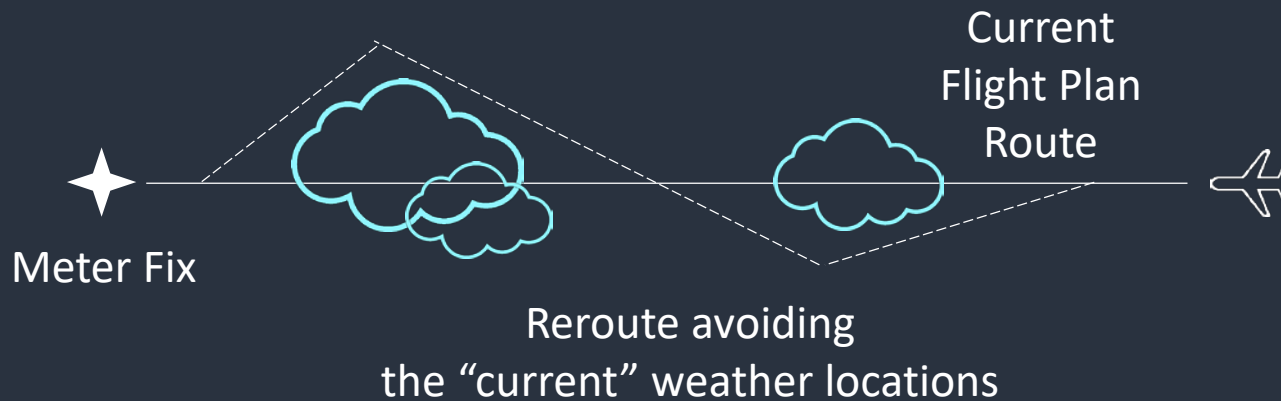 Current
Flight Plan
Route
Meter Fix
Reroute avoiding
the “current” weather locations